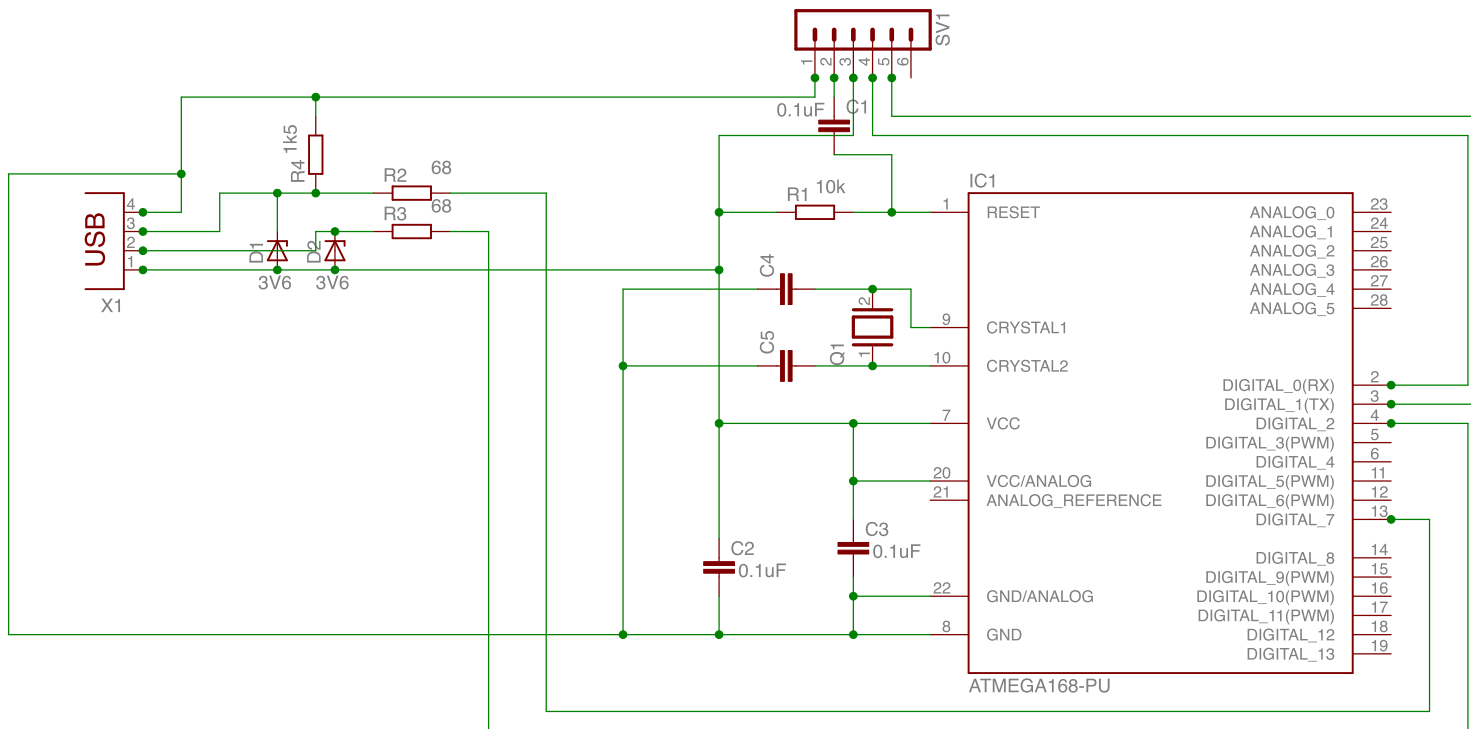 SV1
1
2
3
4
5
6
0.1uF
C1
1k5
R4
R2
68
R3
68
R1
10k
USB
4
3
2
1
X1
D1
3V6
D2
3V6
C4
C5
Q1
2
1
C2
0.1uF
C3
0.1uF
IC1
1 RESET
9 CRYSTAL1
10 CRYSTAL2
7 VCC
20 VCC/ANALOG
21 ANALOG_REFERENCE
22 GND/ANALOG
8 GND
ANALOG_0 23
ANALOG_1 24
ANALOG_2 25
ANALOG_3 26
ANALOG_4 27
ANALOG_5 28
DIGITAL_0(RX) 2
DIGITAL_1(TX) 3
DIGITAL_2 4
DIGITAL_3(PWM) 5
DIGITAL_4 6
DIGITAL_5(PWM) 11
DIGITAL_6(PWM) 12
DIGITAL_7 13
DIGITAL_8 14
DIGITAL_9(PWM) 15
DIGITAL_10(PWM) 16
DIGITAL_11(PWM) 17
DIGITAL_12 18
DIGITAL_13 19
ATMEGA168-PU